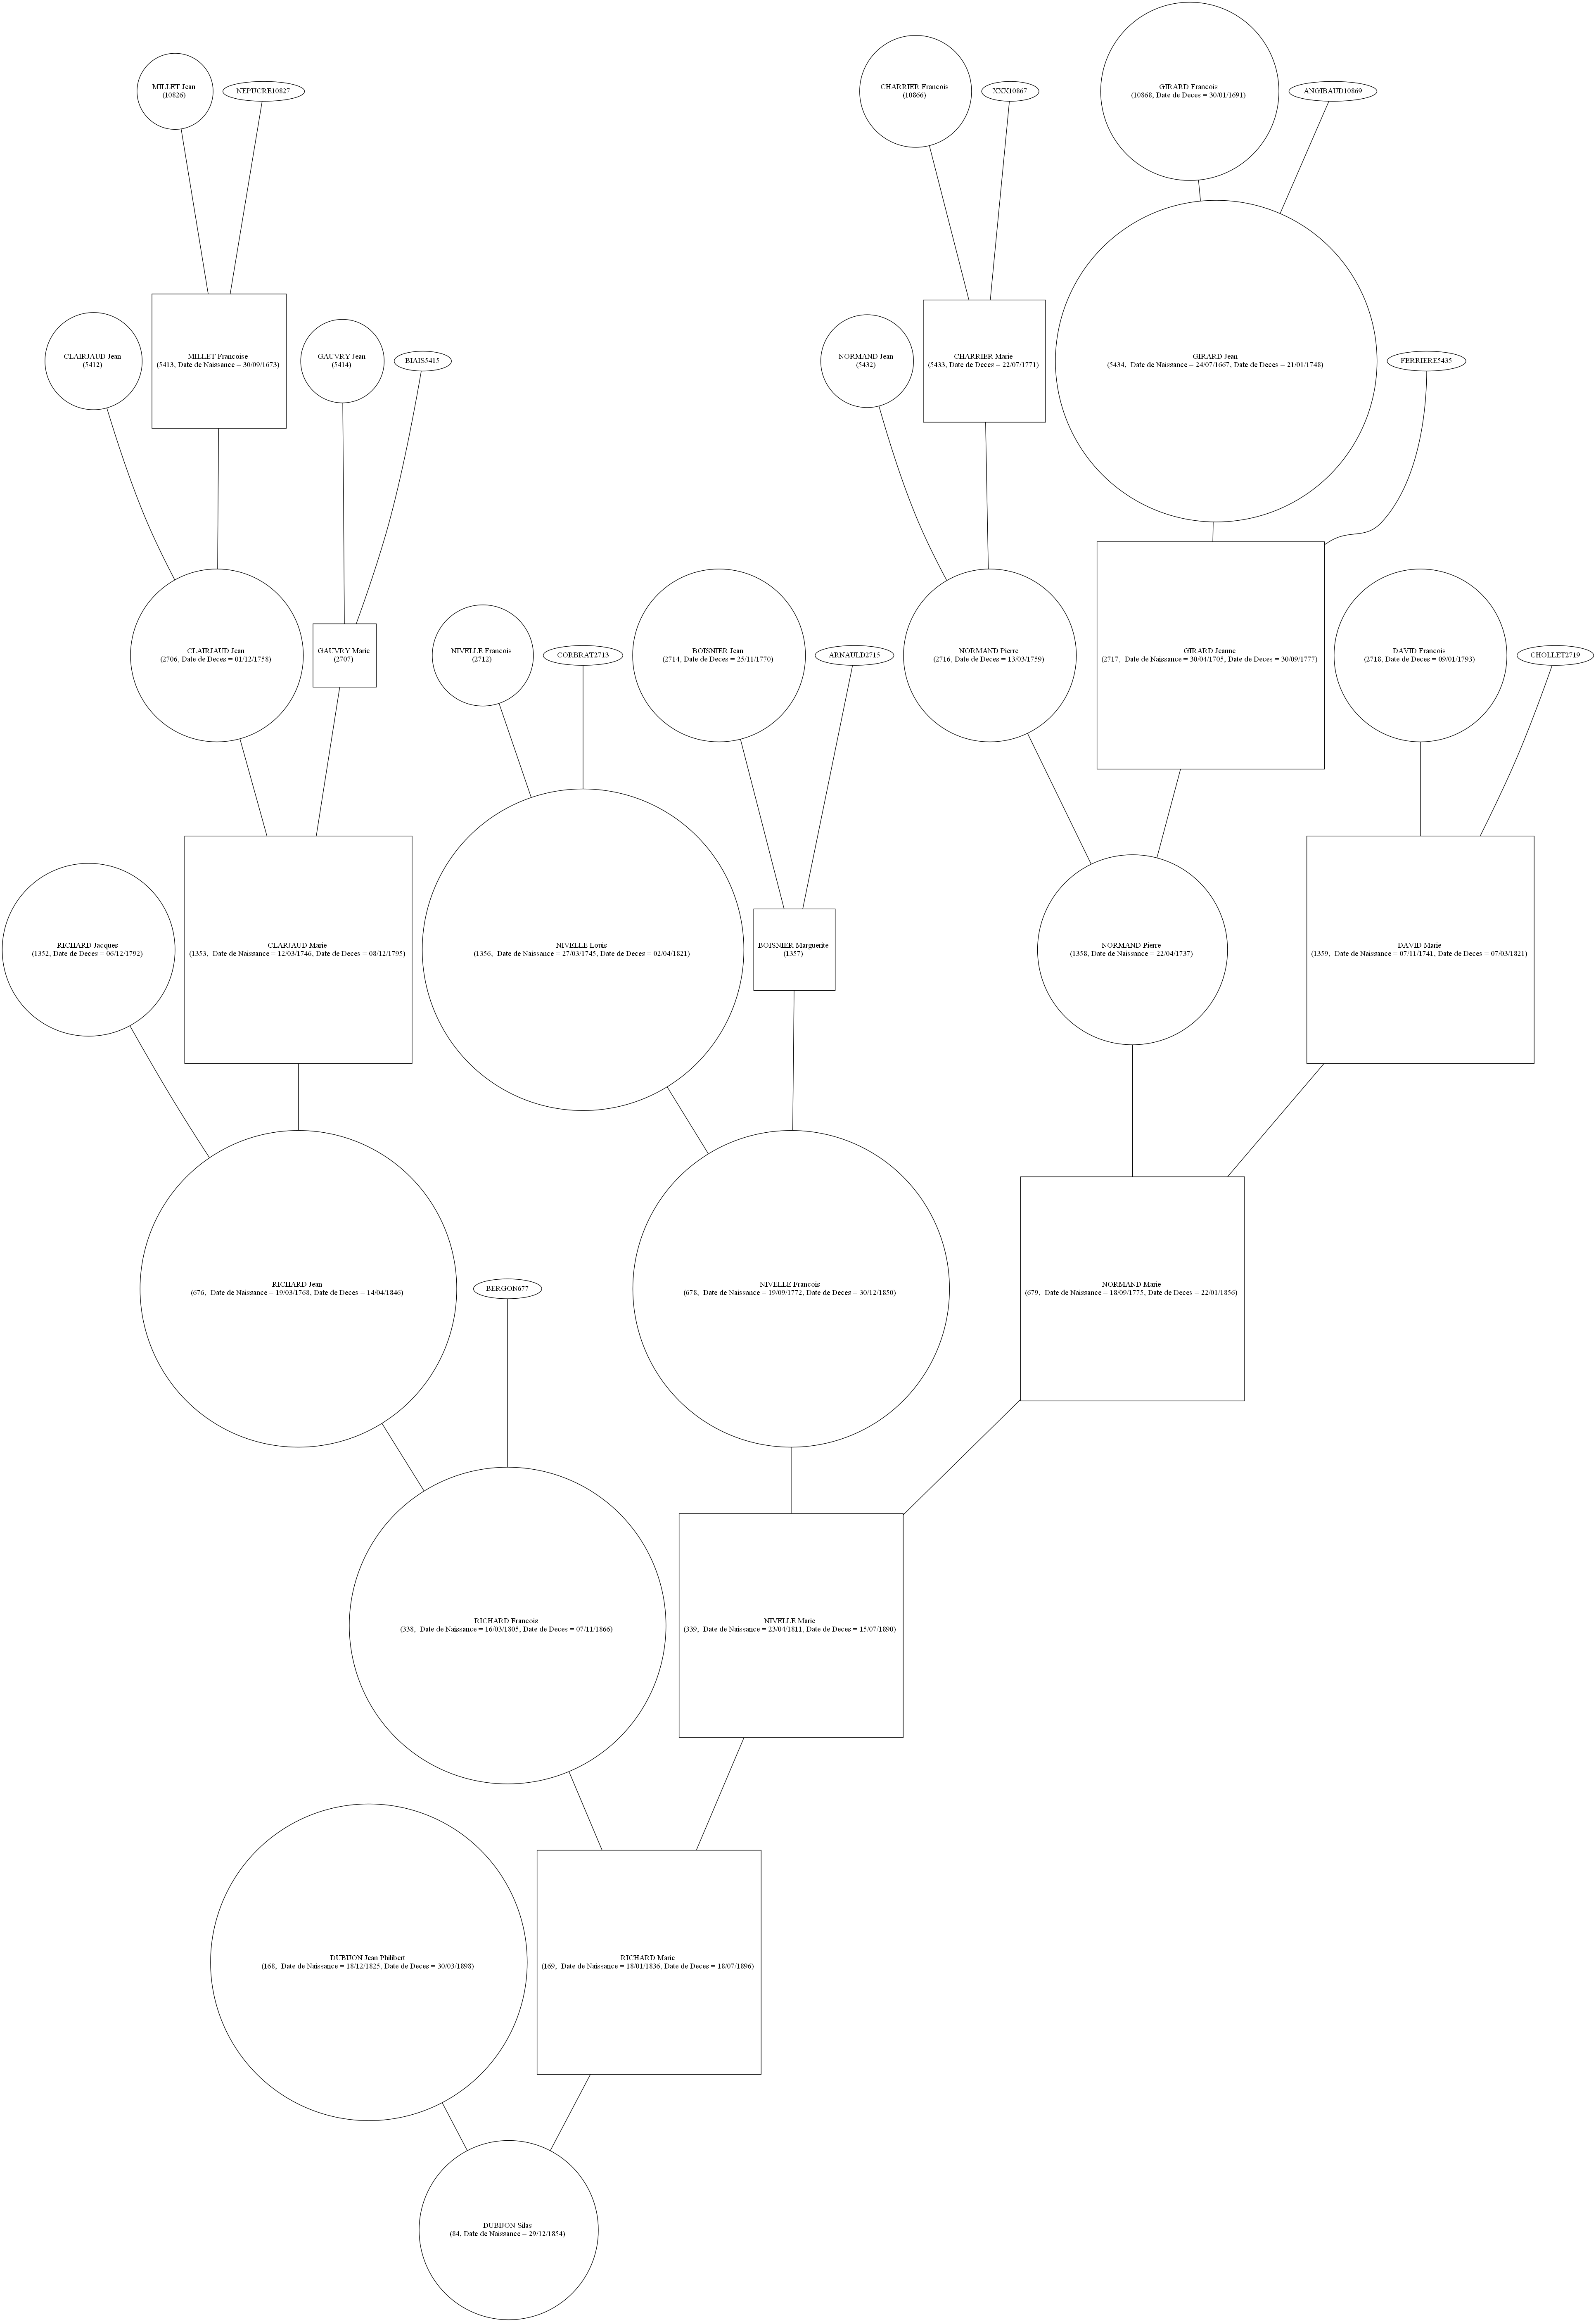 MILLET Jean
(10826)
NEPUCRE10827
CHARRIER Francois
(10866)
XXX10867
GIRARD Francois
(10868, Date de Deces = 30/01/1691)
ANGIBAUD10869
CLAIRJAUD Jean
(5412)
MILLET Francoise
(5413, Date de Naissance = 30/09/1673)
GAUVRY Jean
(5414)
BIAIS5415
NORMAND Jean
(5432)
CHARRIER Marie
(5433, Date de Deces = 22/07/1771)
GIRARD Jean
(5434,  Date de Naissance = 24/07/1667, Date de Deces = 21/01/1748)
FERRIERE5435
CLAIRJAUD Jean
(2706, Date de Deces = 01/12/1758)
GAUVRY Marie
(2707)
NIVELLE Francois
(2712)
CORBRAT2713
BOISNIER Jean
(2714, Date de Deces = 25/11/1770)
ARNAULD2715
NORMAND Pierre
(2716, Date de Deces = 13/03/1759)
GIRARD Jeanne
(2717,  Date de Naissance = 30/04/1705, Date de Deces = 30/09/1777)
DAVID Francois
(2718, Date de Deces = 09/01/1793)
CHOLLET2719
RICHARD Jacques
(1352, Date de Deces = 06/12/1792)
CLARJAUD Marie
(1353,  Date de Naissance = 12/03/1746, Date de Deces = 08/12/1795)
NIVELLE Louis
(1356,  Date de Naissance = 27/03/1745, Date de Deces = 02/04/1821)
BOISNIER Marguerite
(1357)
NORMAND Pierre
(1358, Date de Naissance = 22/04/1737)
DAVID Marie
(1359,  Date de Naissance = 07/11/1741, Date de Deces = 07/03/1821)
RICHARD Jean
(676,  Date de Naissance = 19/03/1768, Date de Deces = 14/04/1846)
BERGON677
NIVELLE Francois
(678,  Date de Naissance = 19/09/1772, Date de Deces = 30/12/1850)
NORMAND Marie
(679,  Date de Naissance = 18/09/1775, Date de Deces = 22/01/1856)
RICHARD Francois
(338,  Date de Naissance = 16/03/1805, Date de Deces = 07/11/1866)
NIVELLE Marie
(339,  Date de Naissance = 23/04/1811, Date de Deces = 15/07/1890)
DUBIJON Jean Philibert
(168,  Date de Naissance = 18/12/1825, Date de Deces = 30/03/1898)
RICHARD Marie
(169,  Date de Naissance = 18/01/1836, Date de Deces = 18/07/1896)
DUBIJON Silas
(84, Date de Naissance = 29/12/1854)